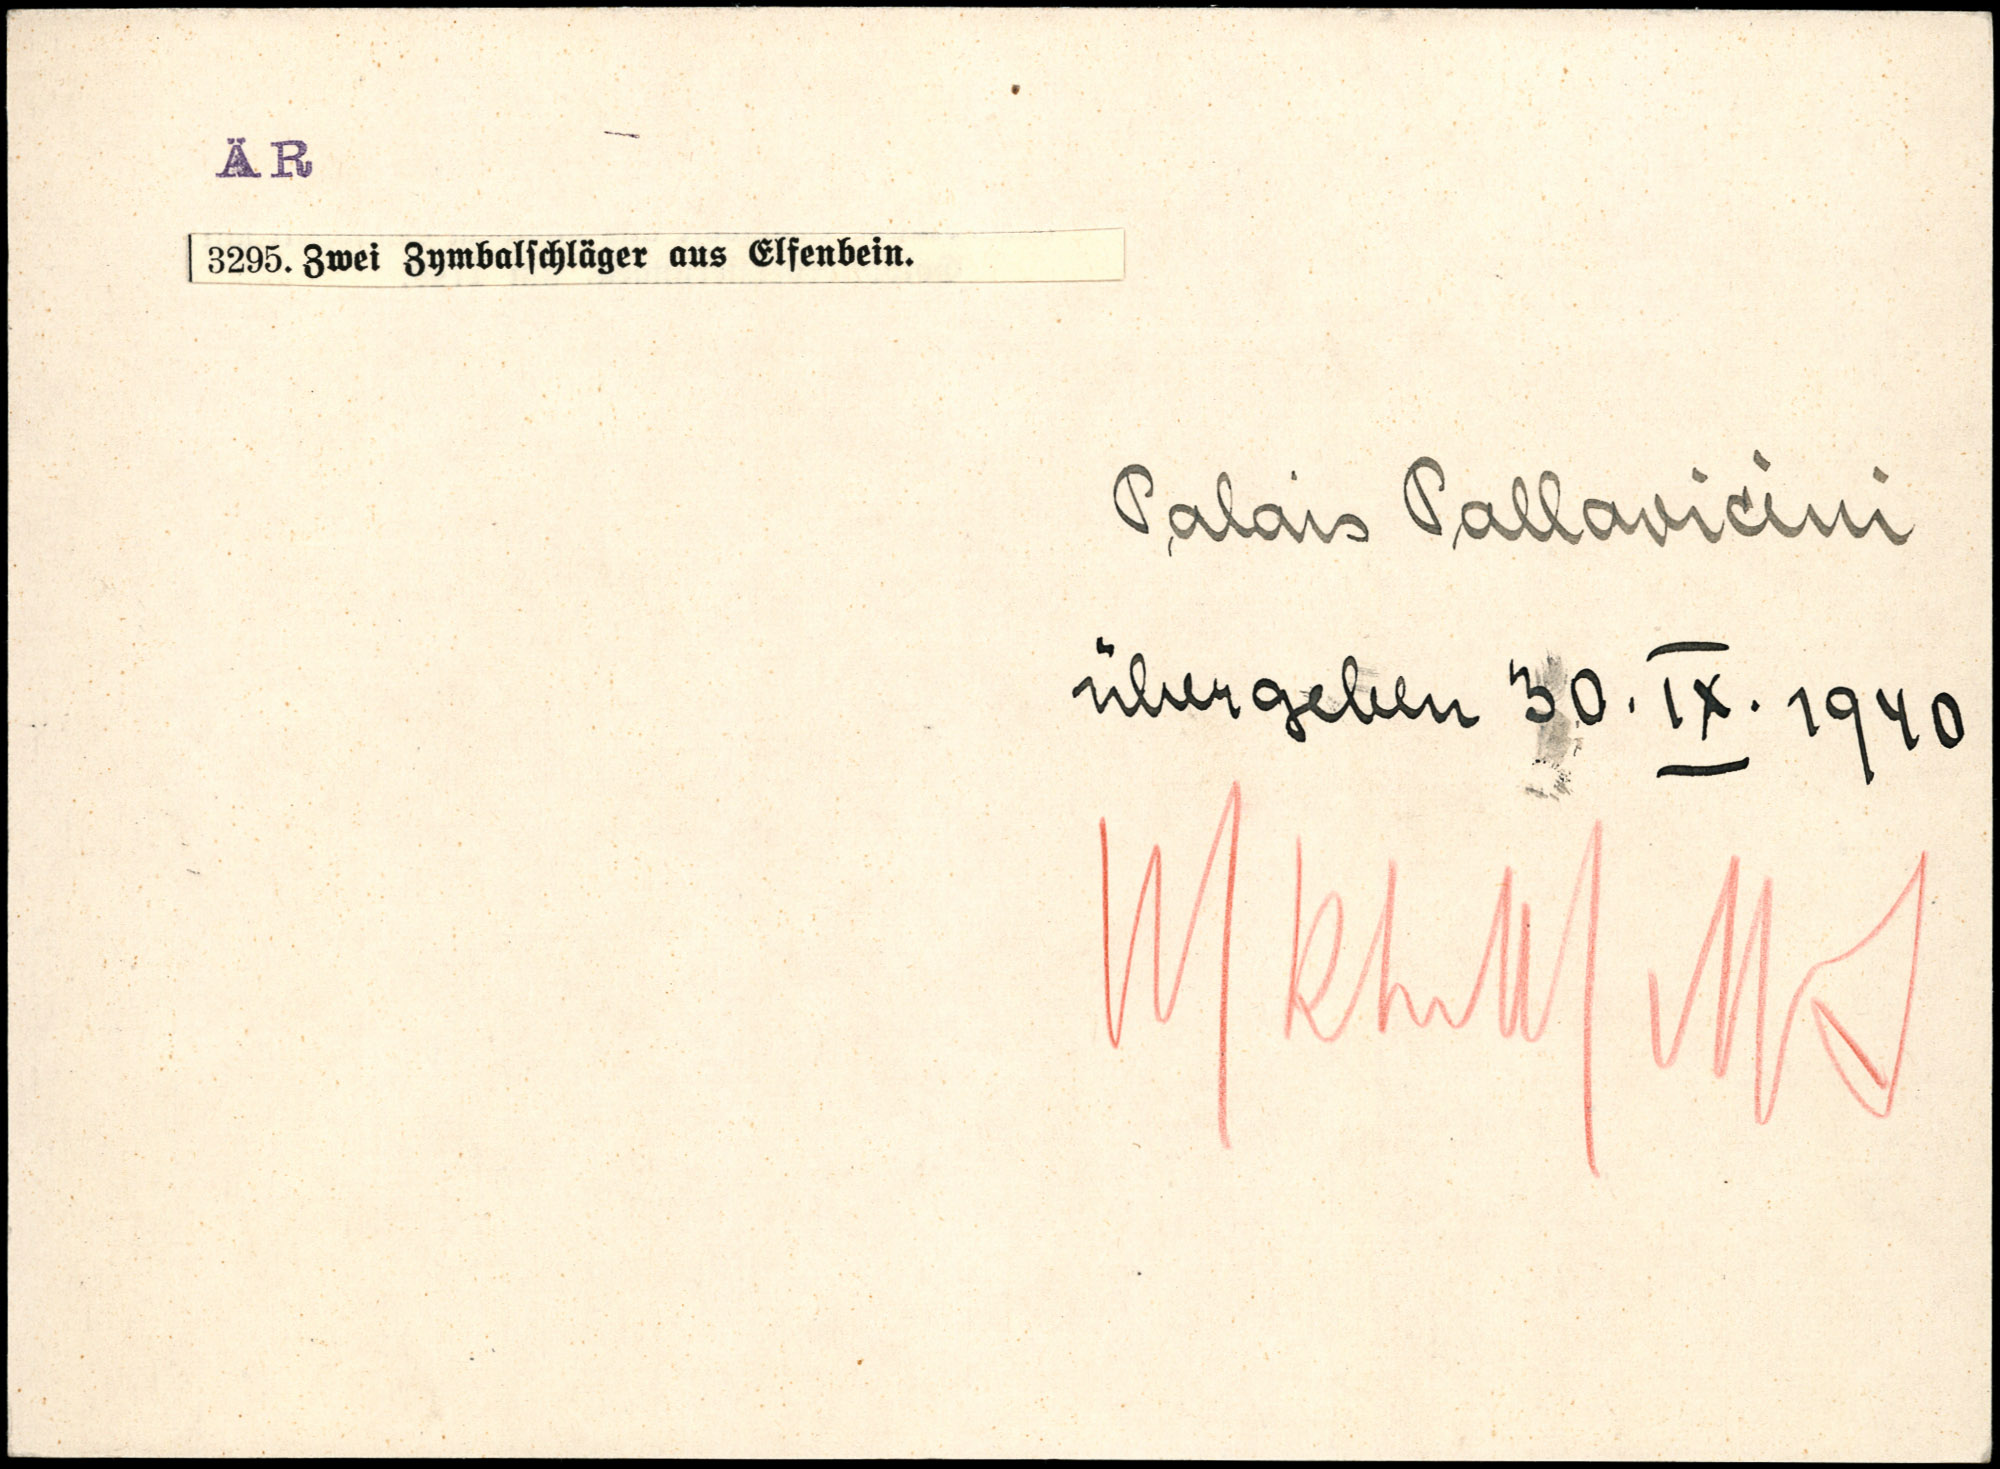 ÄR
3295. Zwei Zymbalschläger aus Elfenbein.
Palais Pallavicini
übergeben 30. IX. 1940